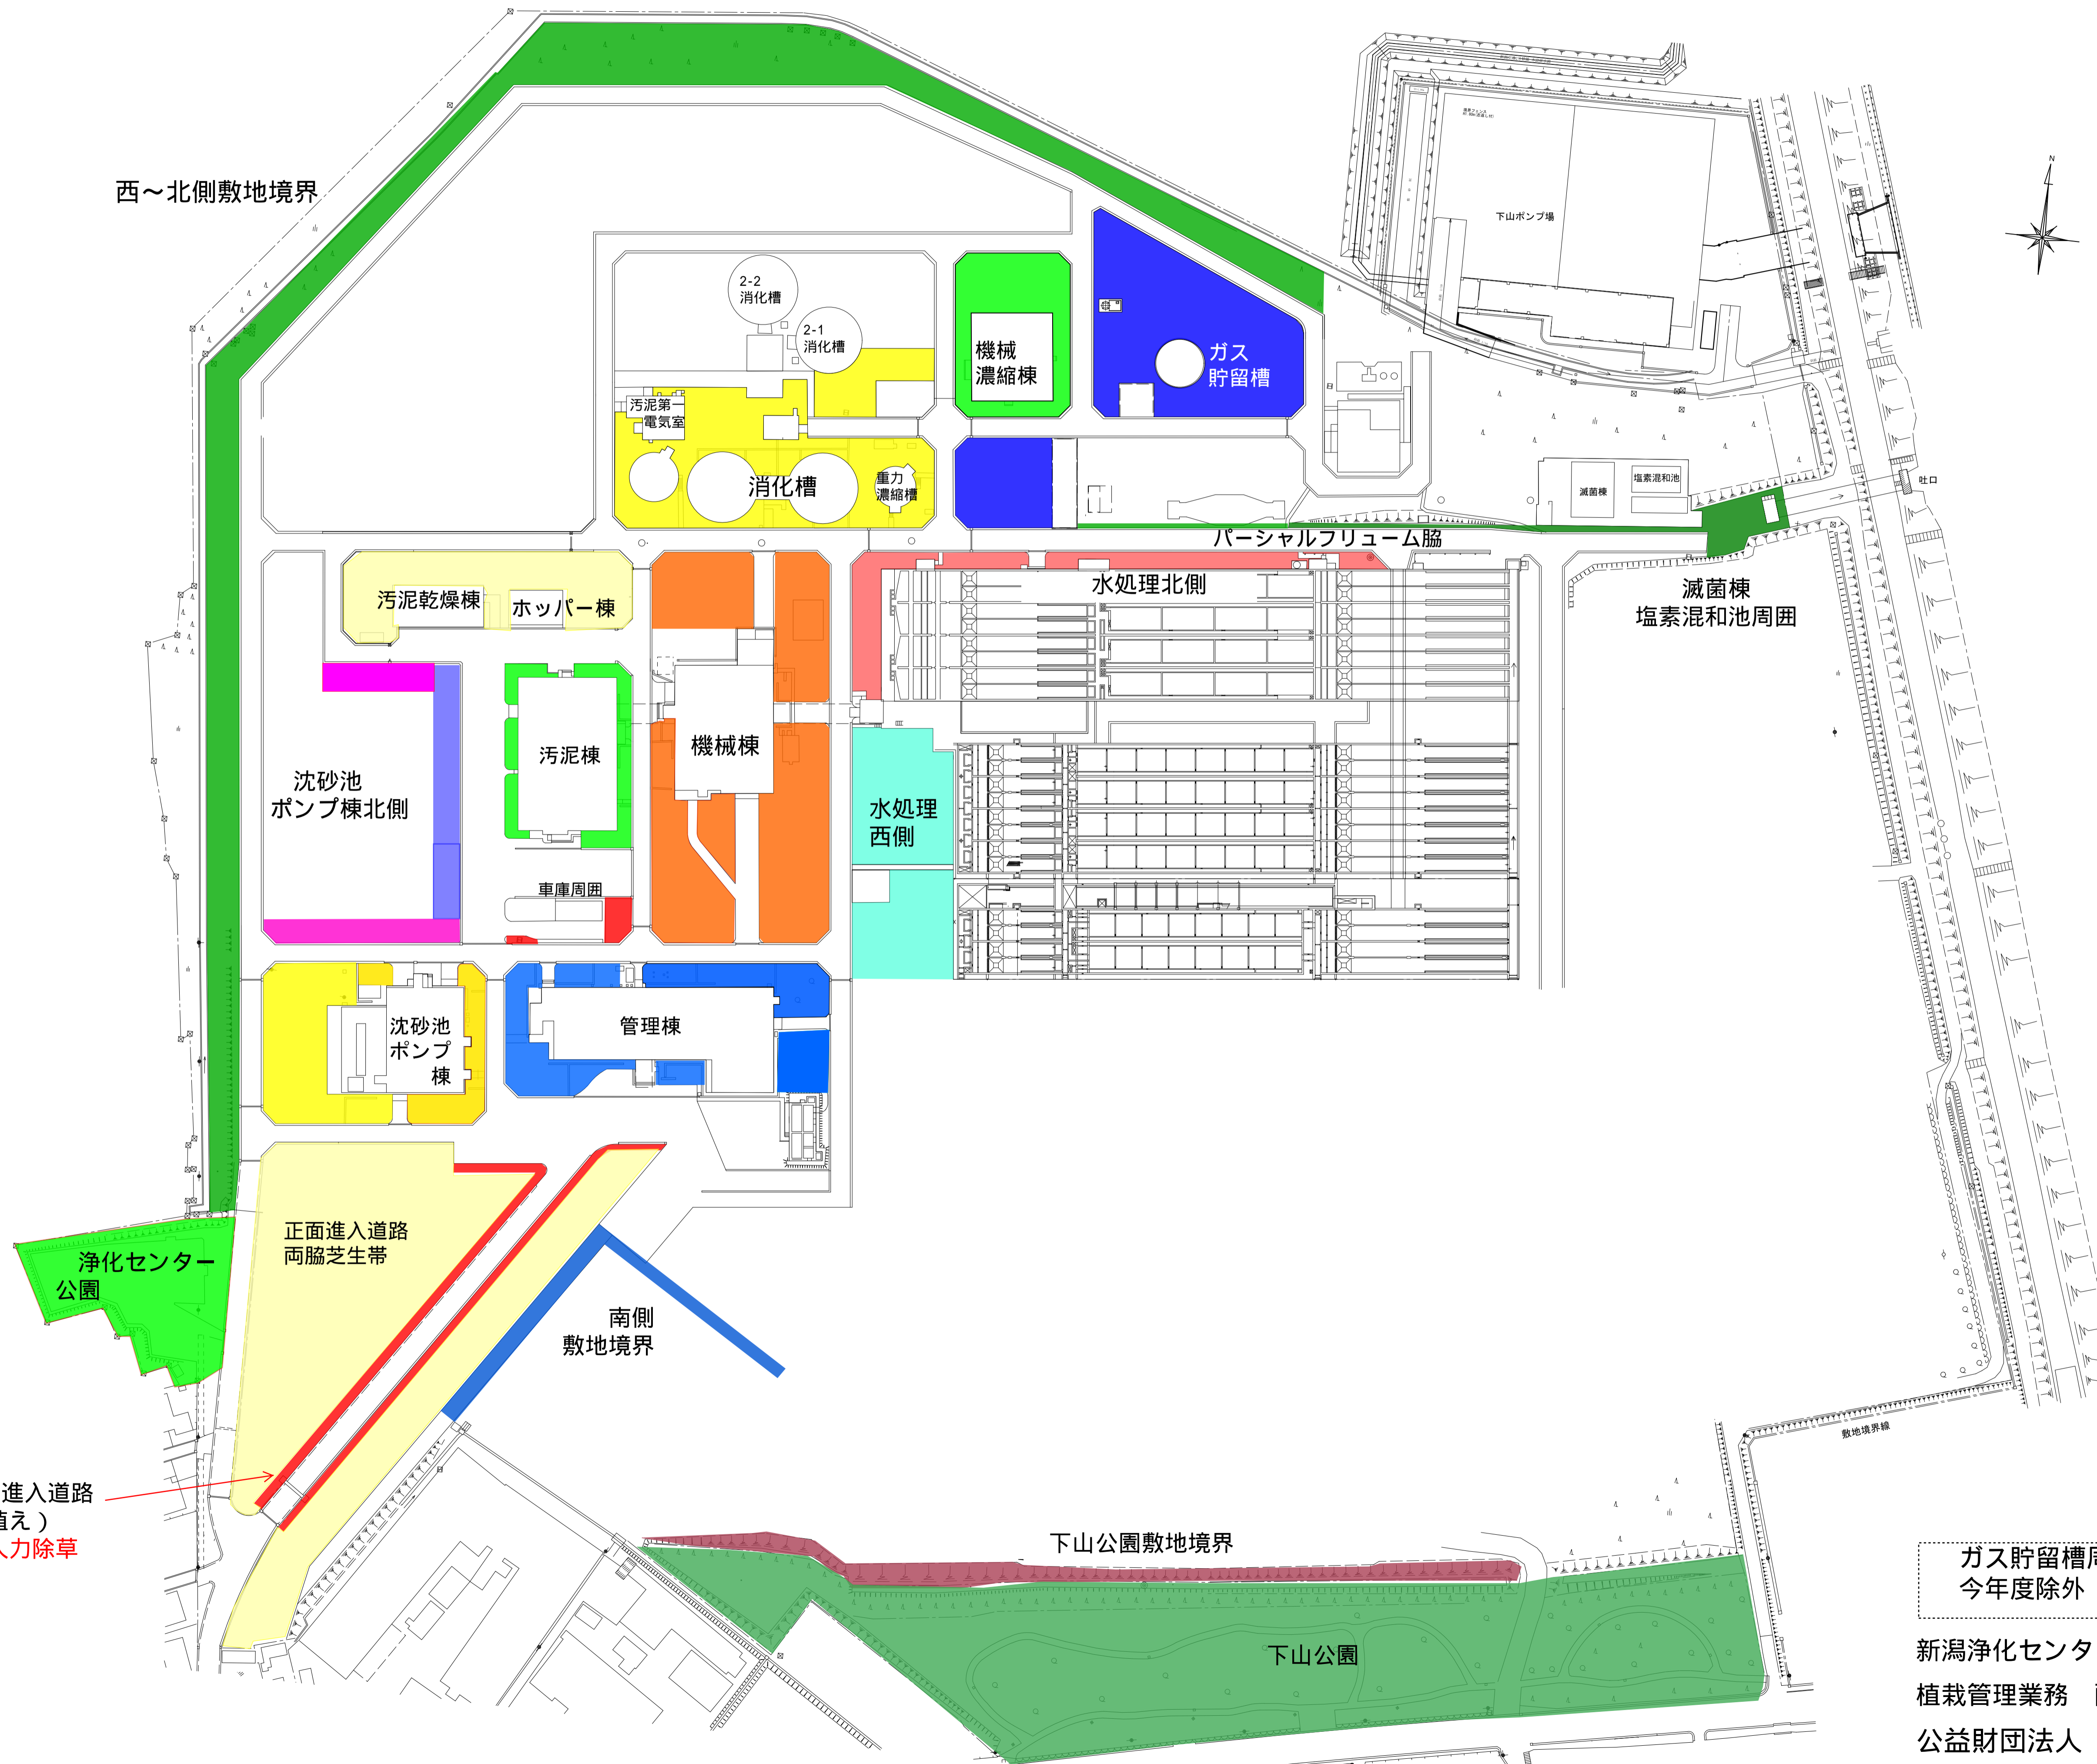 西～北側敷地境界
N
下山ポンプ場
2-2
消化槽
2-1
消化槽
機械
濃縮棟
ガス
貯留槽
汚泥第一
電気室
消化槽
重力
濃縮槽
滅菌棟
塩素混和池
吐口
パーシャルフリューム脇
水処理北側
滅菌棟
塩素混和池周囲
汚泥乾燥棟
ホッパー棟
汚泥棟
機械棟
沈砂池
ポンプ棟北側
水処理
西側
車庫周囲
沈砂池
ポンプ
棟
管理棟
正面進入道路
両脇芝生帯
浄化センター
公園
南側
敷地境界
敷地境界線
進入道路
植え）
人力除草
下山公園敷地境界
下山公園
ガス貯留槽周
今年度除外
新潟浄化センタ
植栽管理業務
公益財団法人